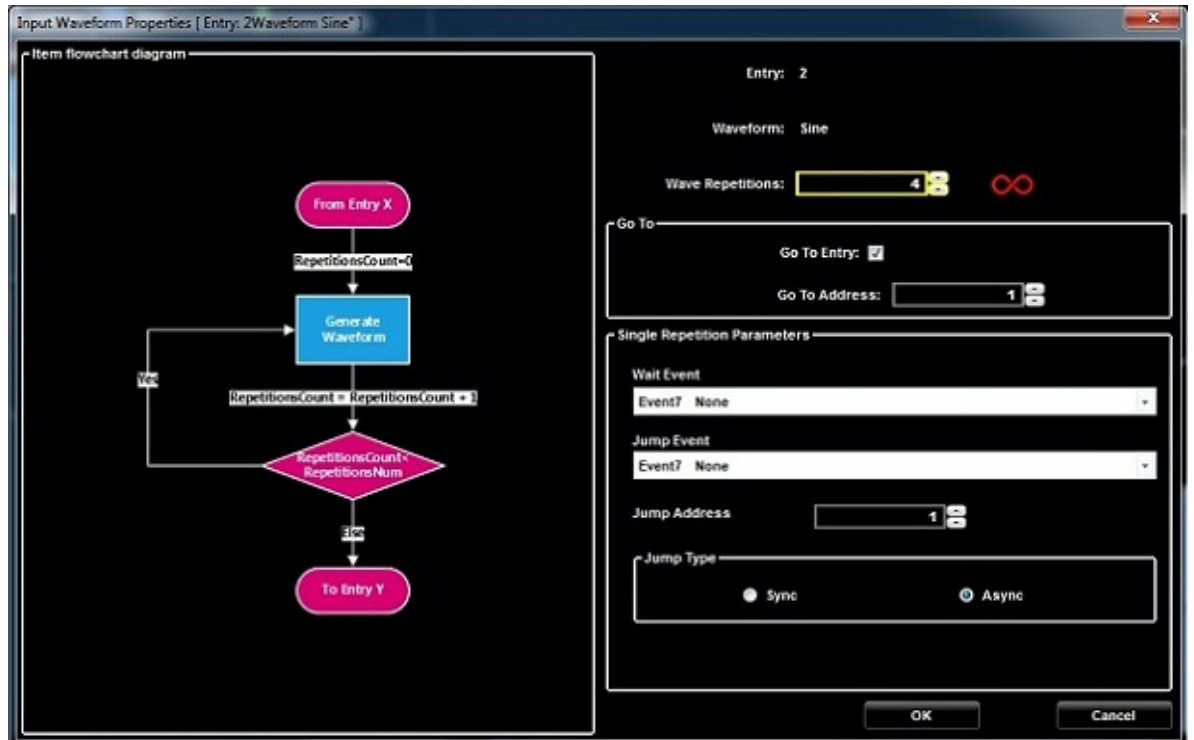 Input Waveform Properties [ Entry: 2Waveform Sine" ]
Item flowchart diagram
From Entry X
RepetitionsCount=0
Generate
Waveform
Yes
RepetitionsCount = RepetitionsCount + 1
RepetitionsCount<
RepetitionsNum
Else
To Entry Y
Entry: 2
Waveform: Sine
Wave Repetitions: 4 ∞
Go To
Go To Entry:
Go To Address: 1
Single Repetition Parameters
Wait Event
Event7 None
Jump Event
Event7 None
Jump Address 1
Jump Type
Sync Async
OK Cancel